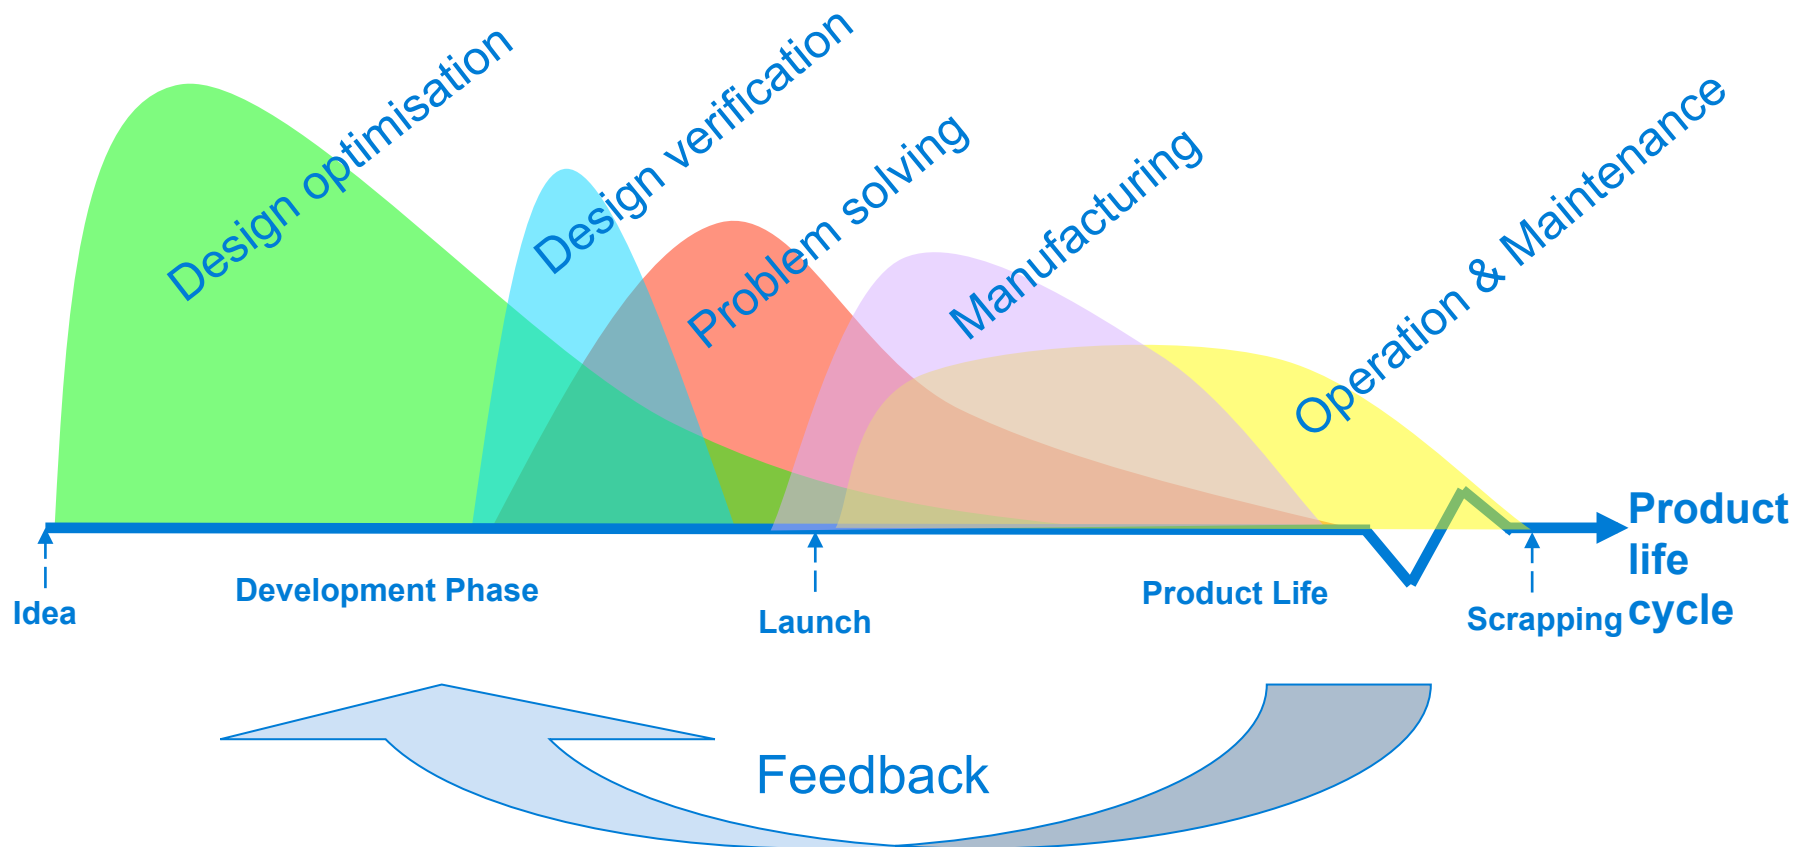 Design optimisation
Design verification
Problem solving
Manufacturing
Operation & Maintenance
Product
life
cycle
Idea
Development Phase
Launch
Product Life
Scrapping
Feedback